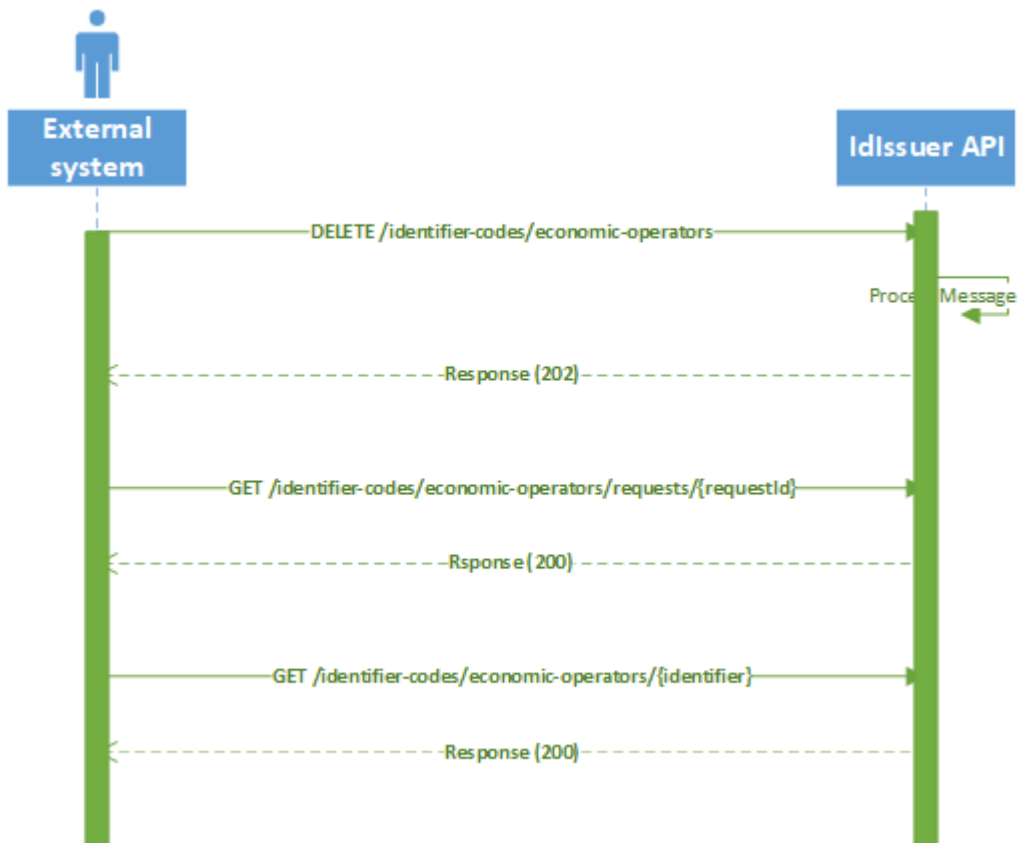 External
system
IdIssuer API
DELETE /identifier-codes/economic-operators
Proce Message
Response (202)
GET /identifier-codes/economic-operators/requests/{requestId}
Rsponse (200)
GET /identifier-codes/economic-operators/{identifier}
Response (200)